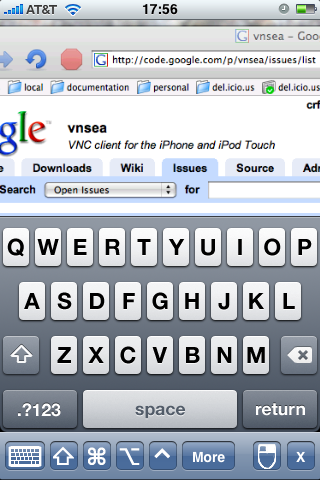 AT&T 17:56
vnsea – Goo
http://code.google.com/p/vnsea/issues/list
local documentation personal del.icio.us del.icio.us
crf
gle™ vnsea
VNC client for the iPhone and iPod Touch
e Downloads Wiki Issues Source Adm
Search Open Issues for
Q W E R T Y U I O P
A S D F G H J K L
Z X C V B N M
.?123 space return
⌘ ⌥ ^ More X